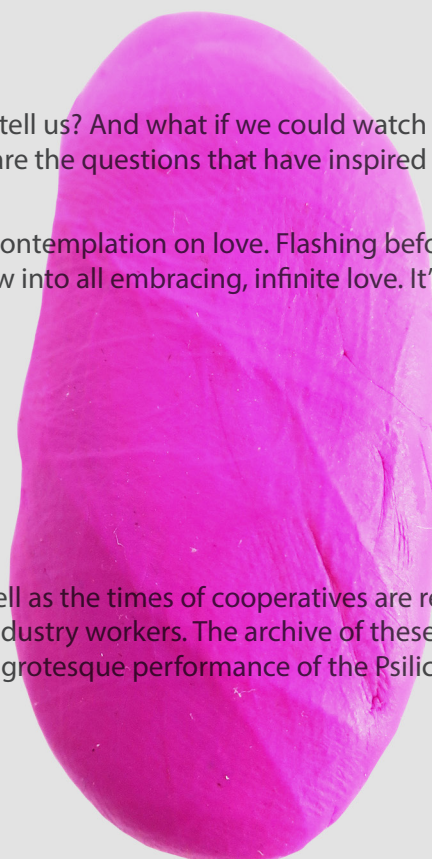 tell us? And what if we could watch
are the questions that have inspired
ontemplation on love. Flashing befo
w into all embracing, infinite love. It’
ell as the times of cooperatives are re
dustry workers. The archive of these
grotesque performance of the Psilic